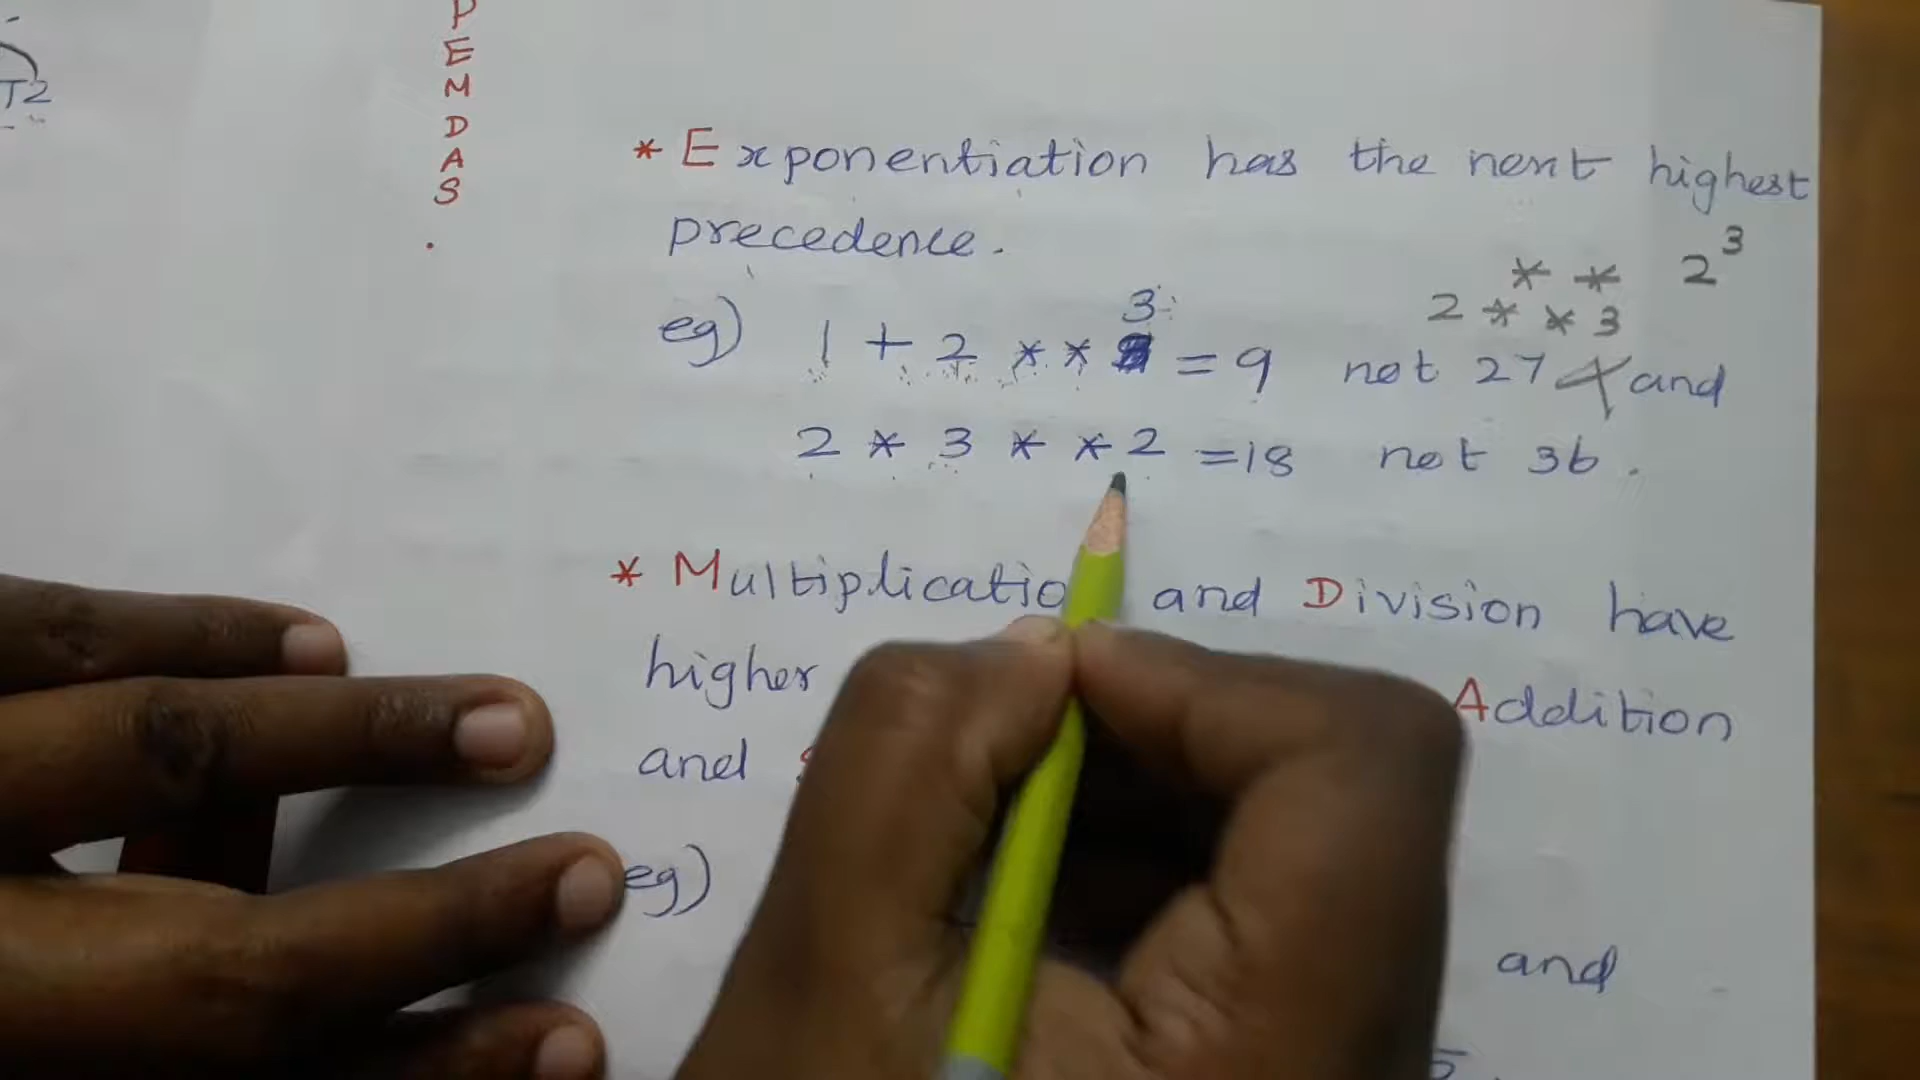 T2
P
E
M
D
A
S
.
* Exponentiation has the next highest
precedence.
* * 2³
2 * * 3
3
eg) 1 + 2 * * = 9 not 27 and
2 * 3 * * 2 = 18 not 36.
* Multiplicatio and Division have
higher Addition
and
eg)
and